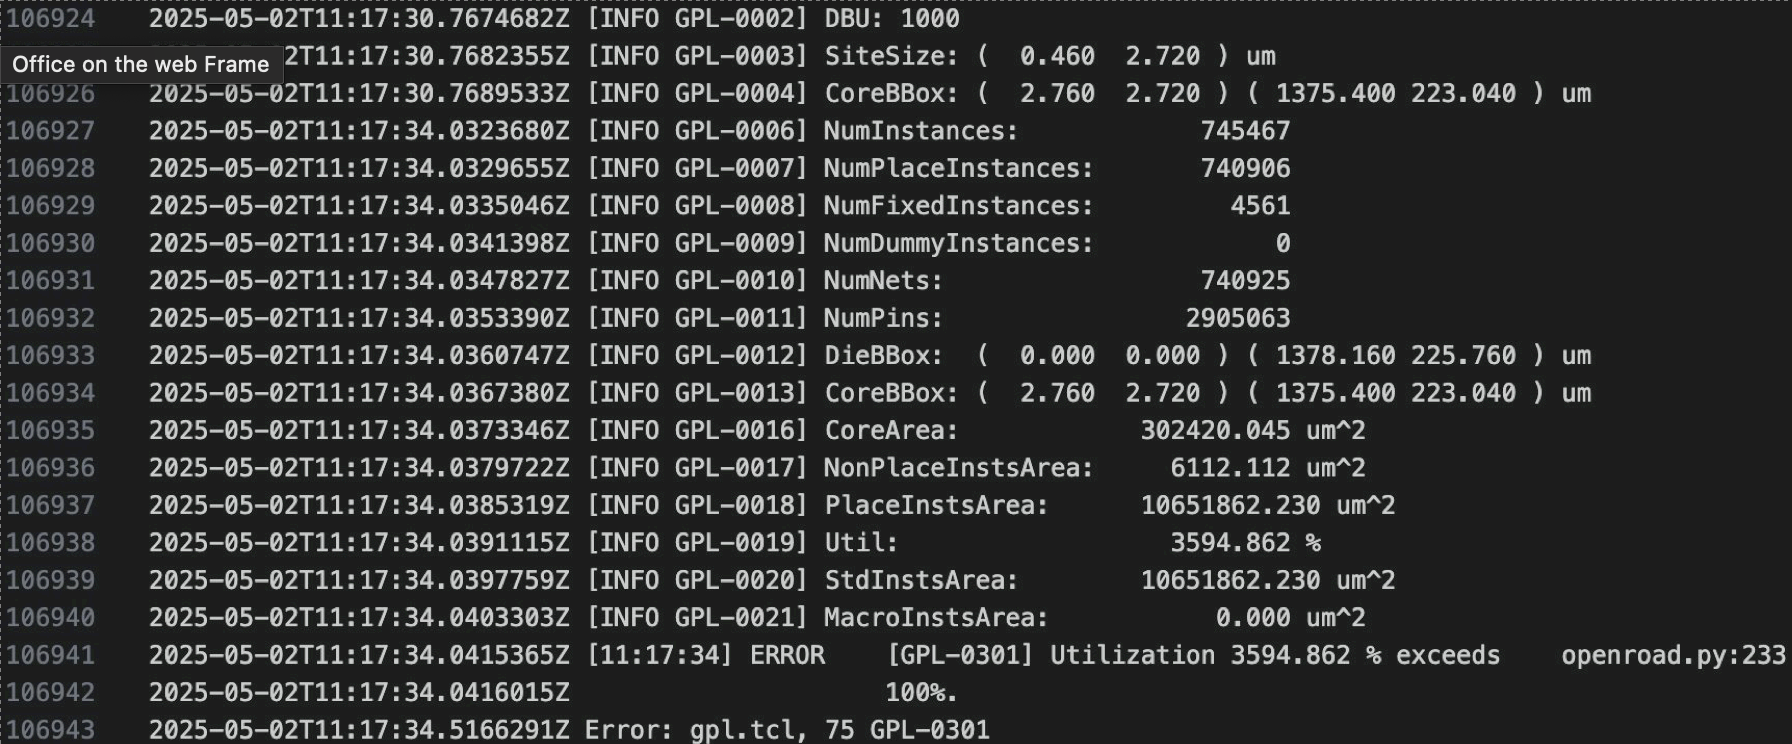 106924 2025-05-02T11:17:30.7674682Z [INFO GPL-0002] DBU: 1000
Office on the web Frame 2T11:17:30.7682355Z [INFO GPL-0003] SiteSize: ( 0.460 2.720 ) um
106926 2025-05-02T11:17:30.7689533Z [INFO GPL-0004] CoreBBox: ( 2.760 2.720 ) ( 1375.400 223.040 ) um
106927 2025-05-02T11:17:34.0323680Z [INFO GPL-0006] NumInstances: 745467
106928 2025-05-02T11:17:34.0329655Z [INFO GPL-0007] NumPlaceInstances: 740906
106929 2025-05-02T11:17:34.0335046Z [INFO GPL-0008] NumFixedInstances: 4561
106930 2025-05-02T11:17:34.0341398Z [INFO GPL-0009] NumDummyInstances: 0
106931 2025-05-02T11:17:34.0347827Z [INFO GPL-0010] NumNets: 740925
106932 2025-05-02T11:17:34.0353390Z [INFO GPL-0011] NumPins: 2905063
106933 2025-05-02T11:17:34.0360747Z [INFO GPL-0012] DieBBox: ( 0.000 0.000 ) ( 1378.160 225.760 ) um
106934 2025-05-02T11:17:34.0367380Z [INFO GPL-0013] CoreBBox: ( 2.760 2.720 ) ( 1375.400 223.040 ) um
106935 2025-05-02T11:17:34.0373346Z [INFO GPL-0016] CoreArea: 302420.045 um^2
106936 2025-05-02T11:17:34.0379722Z [INFO GPL-0017] NonPlaceInstsArea: 6112.112 um^2
106937 2025-05-02T11:17:34.0385319Z [INFO GPL-0018] PlaceInstsArea: 10651862.230 um^2
106938 2025-05-02T11:17:34.0391115Z [INFO GPL-0019] Util: 3594.862 %
106939 2025-05-02T11:17:34.0397759Z [INFO GPL-0020] StdInstsArea: 10651862.230 um^2
106940 2025-05-02T11:17:34.0403303Z [INFO GPL-0021] MacroInstsArea: 0.000 um^2
106941 2025-05-02T11:17:34.0415365Z [11:17:34] ERROR [GPL-0301] Utilization 3594.862 % exceeds openroad.py:233
106942 2025-05-02T11:17:34.0416015Z 100%.
106943 2025-05-02T11:17:34.5166291Z Error: gpl.tcl, 75 GPL-0301